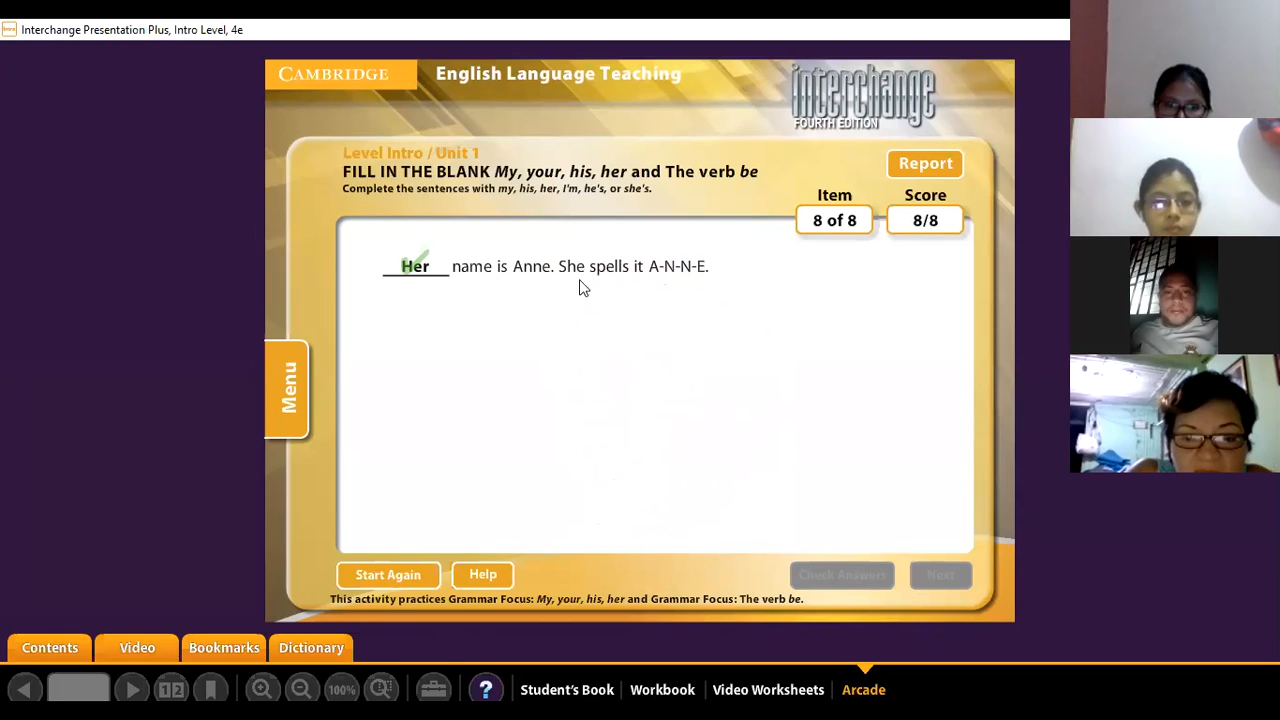 Interchange Presentation Plus, Intro Level, 4e
CAMBRIDGE
English Language Teaching
interchange
FOURTH EDITION
Level Intro / Unit 1
FILL IN THE BLANK My, your, his, her and The verb be
Complete the sentences with my, his, her, I'm, he's, or she's.
Report
Item
Score
8 of 8
8/8
Her name is Anne. She spells it A-N-N-E.
Menu
Start Again
Help
Check Answers
Next
This activity practices Grammar Focus: My, your, his, her and Grammar Focus: The verb be.
Contents
Video
Bookmarks
Dictionary
1 2
100%
?
Student's Book
Workbook
Video Worksheets
Arcade